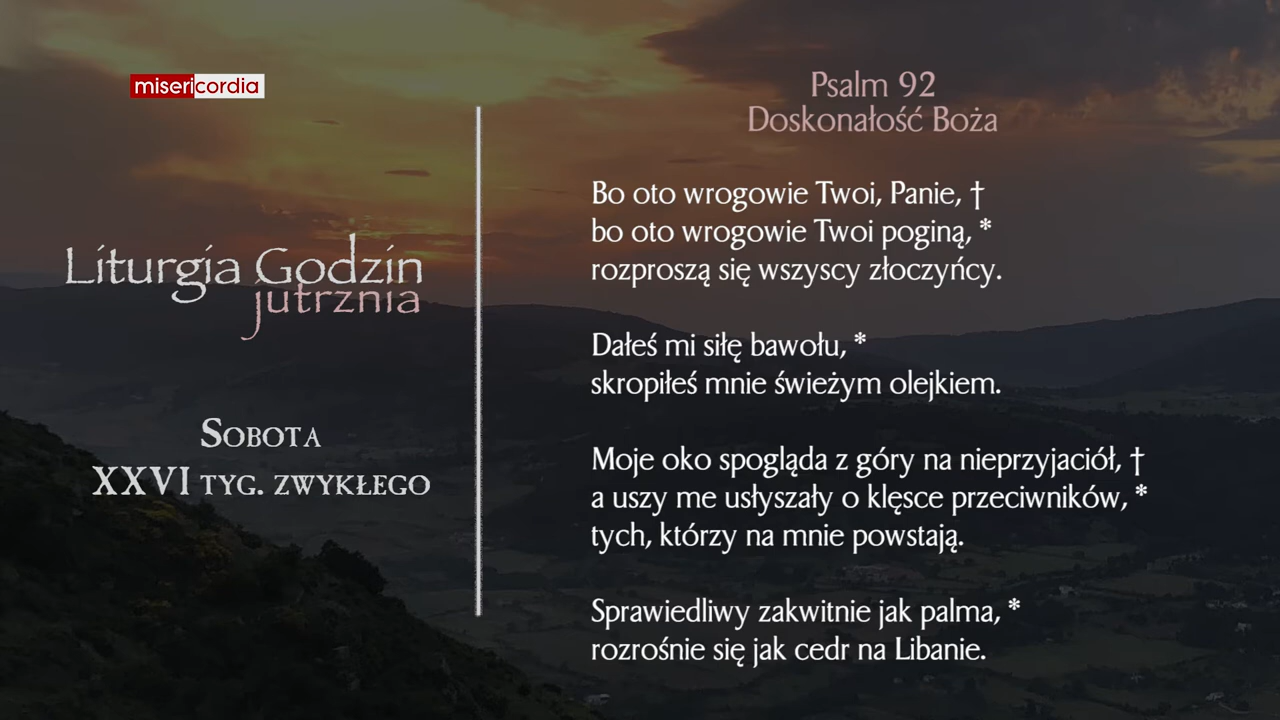 misericordia
Liturgia Godzin
jutrznia
Sobota
XXVI tyg. zwykłego
Psalm 92
Doskonałość Boża
Bo oto wrogowie Twoi, Panie, †
bo oto wrogowie Twoi poginą, *
rozproszą się wszyscy złoczyńcy.
Dałeś mi siłę bawołu, *
skropiłeś mnie świeżym olejkiem.
Moje oko spogląda z góry na nieprzyjaciół, †
a uszy me usłyszały o klęsce przeciwników, *
tych, którzy na mnie powstają.
Sprawiedliwy zakwitnie jak palma, *
rozrośnie się jak cedr na Libanie.